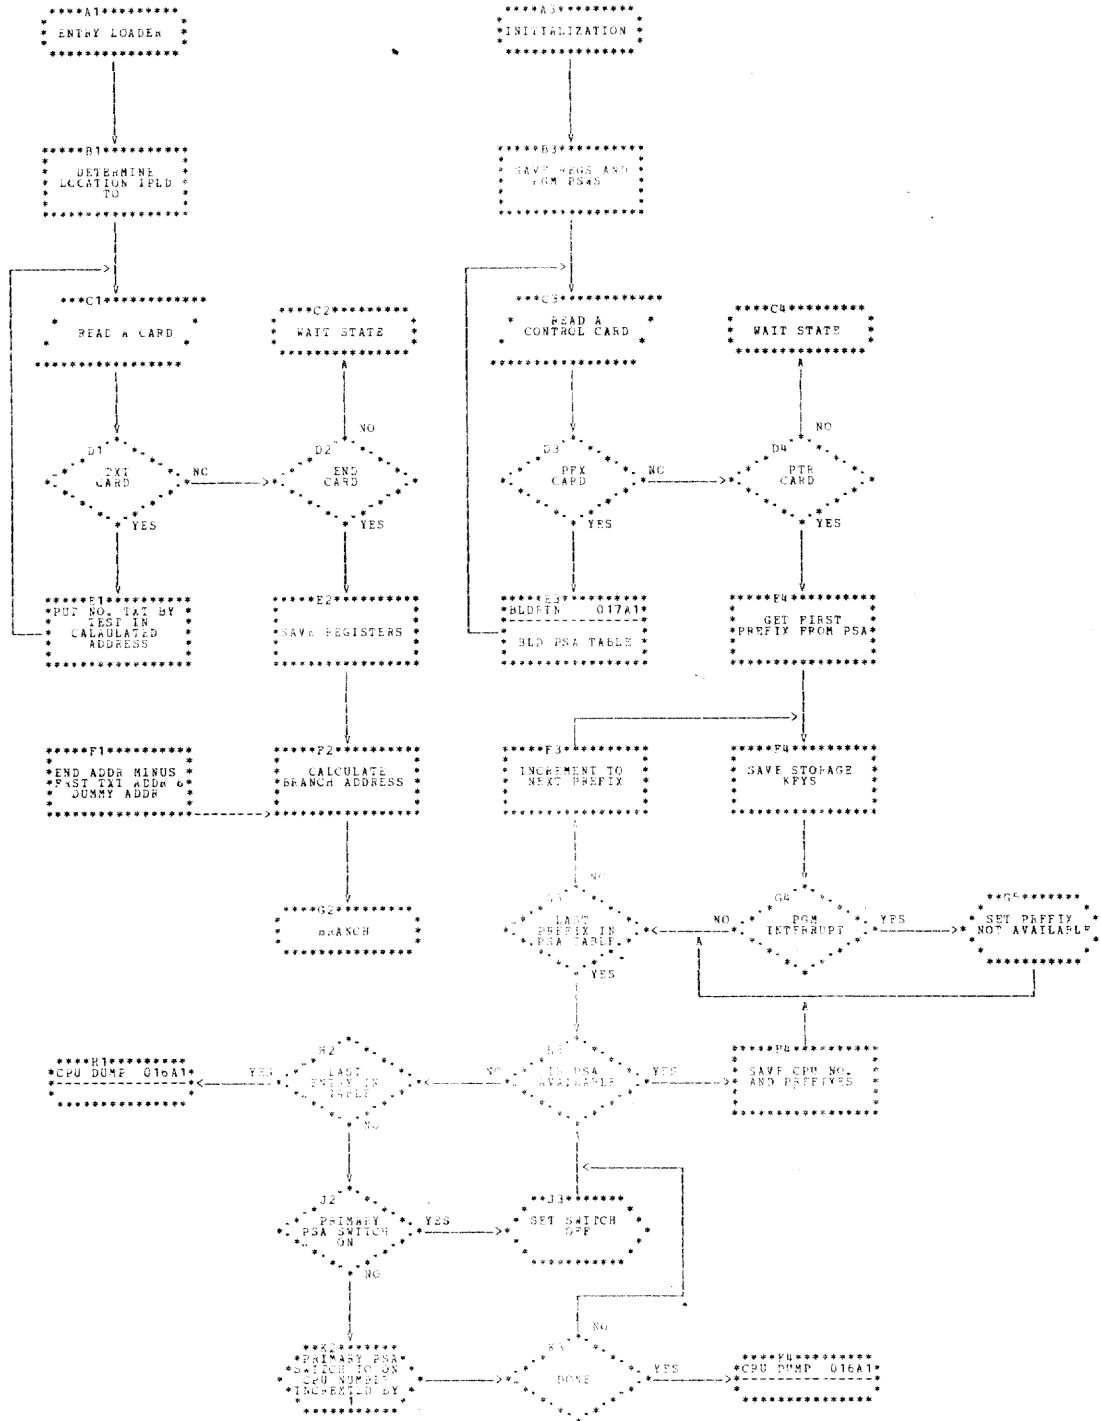 A1
ENTRY LOADER
A3
INITIALIZATION
B1
DETERMINE
LOCATION IPLD
TO
B3
SAVE REGS AND
PGM PSWS
C1
READ A CARD
C2
WAIT STATE
C3
READ A
CONTROL CARD
C4
WAIT STATE
D1
TXT
CARD
NO
YES
D2
END
CARD
NO
YES
D3
PFX
CARD
NO
YES
D4
PTR
CARD
NO
YES
E1
PUT NO. TXT BY
TEST IN
CALAULATED
ADDRESS
E2
SAVE REGISTERS
E3
BLDRTN 017A1
BLD PSA TABLE
E4
GET FIRST
PREFIX FROM PSA
F1
END ADDR MINUS
FRST TXT ADDR &
DUMMY ADDR
F2
CALCULATE
BRANCH ADDRESS
F3
INCREMENT TO
NEXT PREFIX
F4
SAVE STORAGE
KEYS
G2
BRANCH
G3
LAST
PREFIX IN
PSA TABLE
NO
YES
G4
PGM
INTERRUPT
NO
YES
G5
SET PREFIX
NOT AVAILABLE
H1
CPU DUMP 016A1
H2
LAST
ENTRY IN
TABLE
YES
NO
H3
IS PSA
AVAILABLE
NO
YES
H4
SAVE CPU NO.
AND PREFIXES
J2
PRIMARY
PSA SWITCH
ON
YES
NO
J3
SET SWITCH
OFF
K2
PRIMARY PSA
SWITCH TO ON
CPU NUMBER
INCREMTED BY
1
K3
DONE
NO
YES
K4
CPU DUMP 016A1